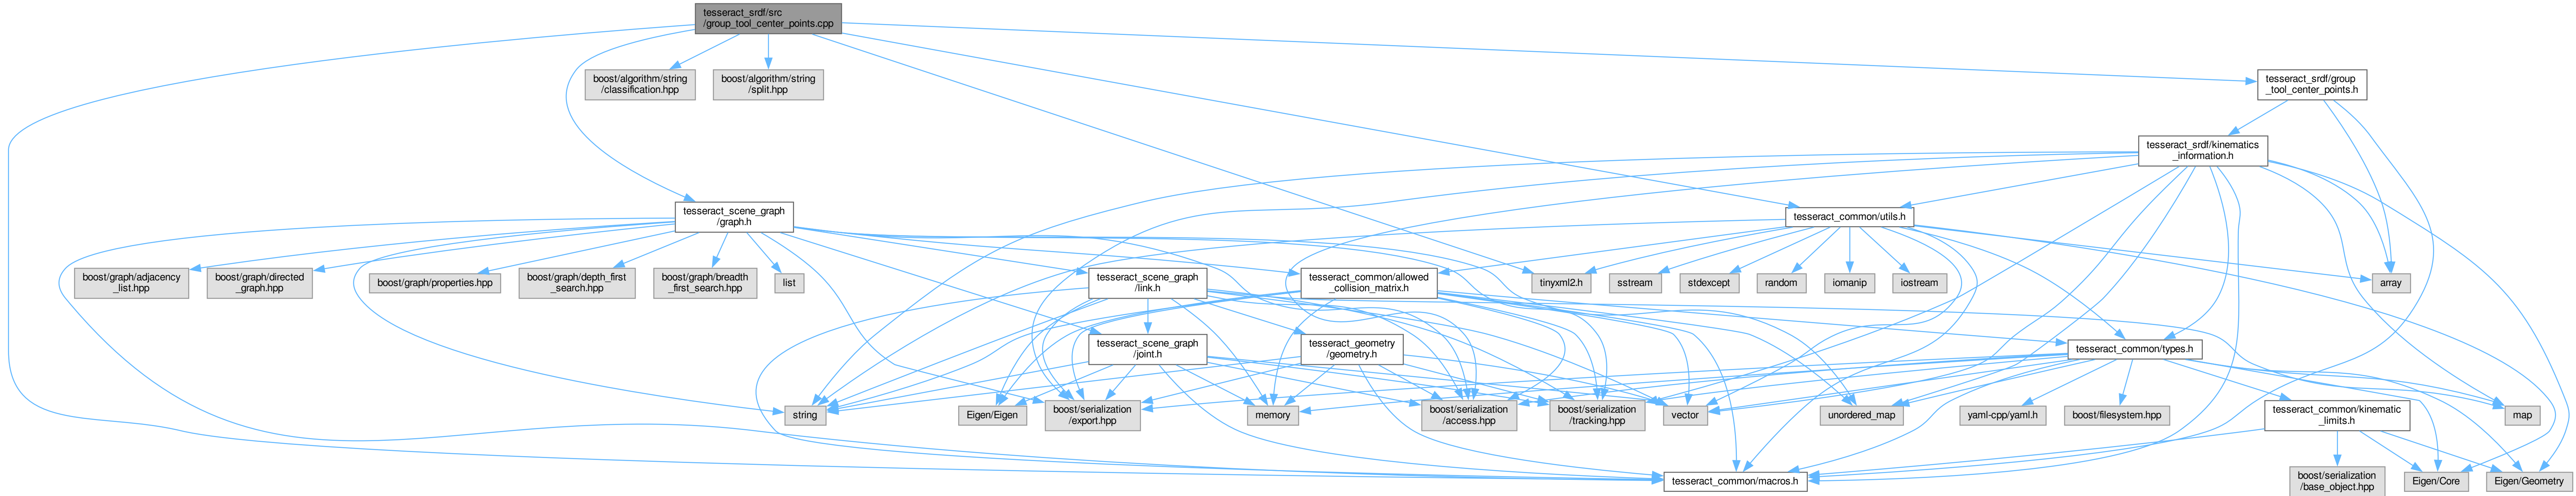 tesseract_srdf/src
/group_tool_center_points.cpp
boost/algorithm/string
/classification.hpp
boost/algorithm/string
/split.hpp
tesseract_srdf/group
_tool_center_points.h
tesseract_srdf/kinematics
_information.h
tesseract_scene_graph
/graph.h
tesseract_common/utils.h
boost/graph/adjacency
_list.hpp
boost/graph/directed
_graph.hpp
boost/graph/properties.hpp
boost/graph/depth_first
_search.hpp
boost/graph/breadth
_first_search.hpp
list
tesseract_scene_graph
/link.h
tesseract_common/allowed
_collision_matrix.h
tinyxml2.h
sstream
stdexcept
random
iomanip
iostream
array
tesseract_scene_graph
/joint.h
tesseract_geometry
/geometry.h
tesseract_common/types.h
string
Eigen/Eigen
boost/serialization
/export.hpp
memory
boost/serialization
/access.hpp
boost/serialization
/tracking.hpp
vector
unordered_map
yaml-cpp/yaml.h
boost/filesystem.hpp
tesseract_common/kinematic
_limits.h
map
tesseract_common/macros.h
boost/serialization
/base_object.hpp
Eigen/Core
Eigen/Geometry